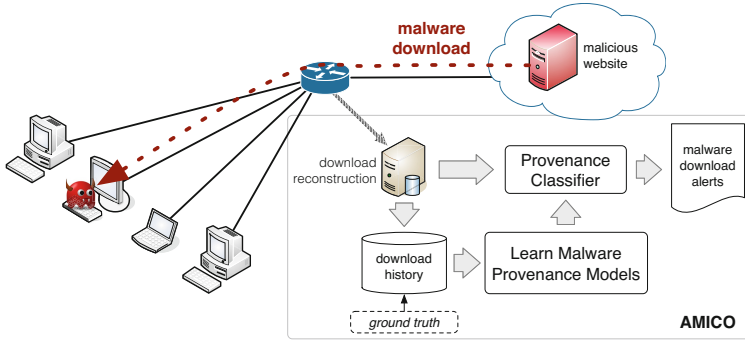 malware
download
malicious
website
download
reconstruction
Provenance
Classifier
malware
download
alerts
download
history
Learn Malware
Provenance Models
ground truth
AMICO